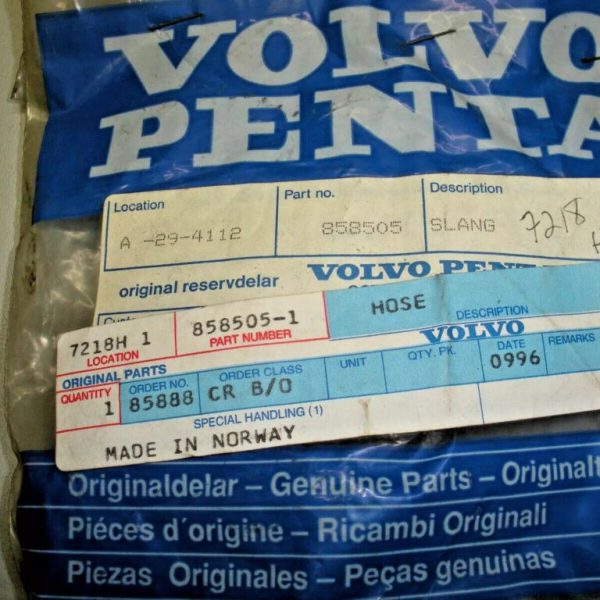 VOLVO
PENTA
Location Part no. Description
A -29-4112 858505 SLANG 7218
original reservdelar VOLVO PENT
7218H 1 858505-1 HOSE
LOCATION PART NUMBER DESCRIPTION
ORIGINAL PARTS VOLVO
QUANTITY ORDER NO. ORDER CLASS UNIT QTY. PK. DATE REMARKS
1 85888 CR B/O 0996
SPECIAL HANDLING (1)
MADE IN NORWAY
Originaldelar – Genuine Parts – Originalt
Piéces d´origine – Ricambi Originali
Piezas Originales – Peças genuinas